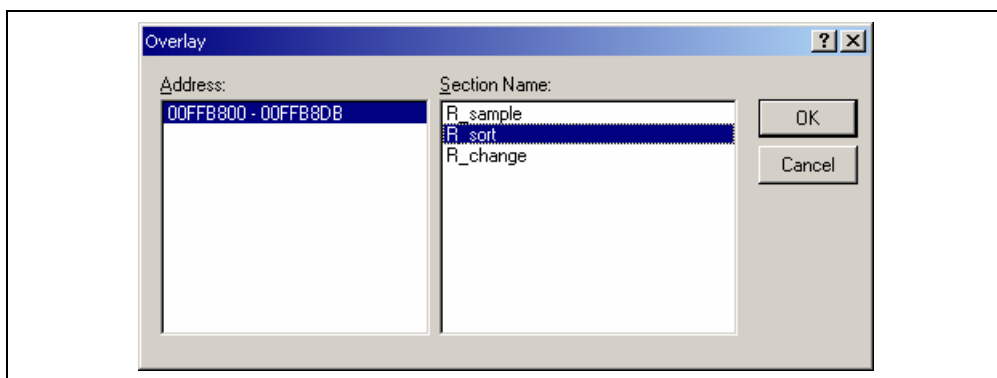 Overlay
Address:
Section Name:
00FFB800 - 00FFB8DB
R_sample
R_sort
R_change
OK
Cancel